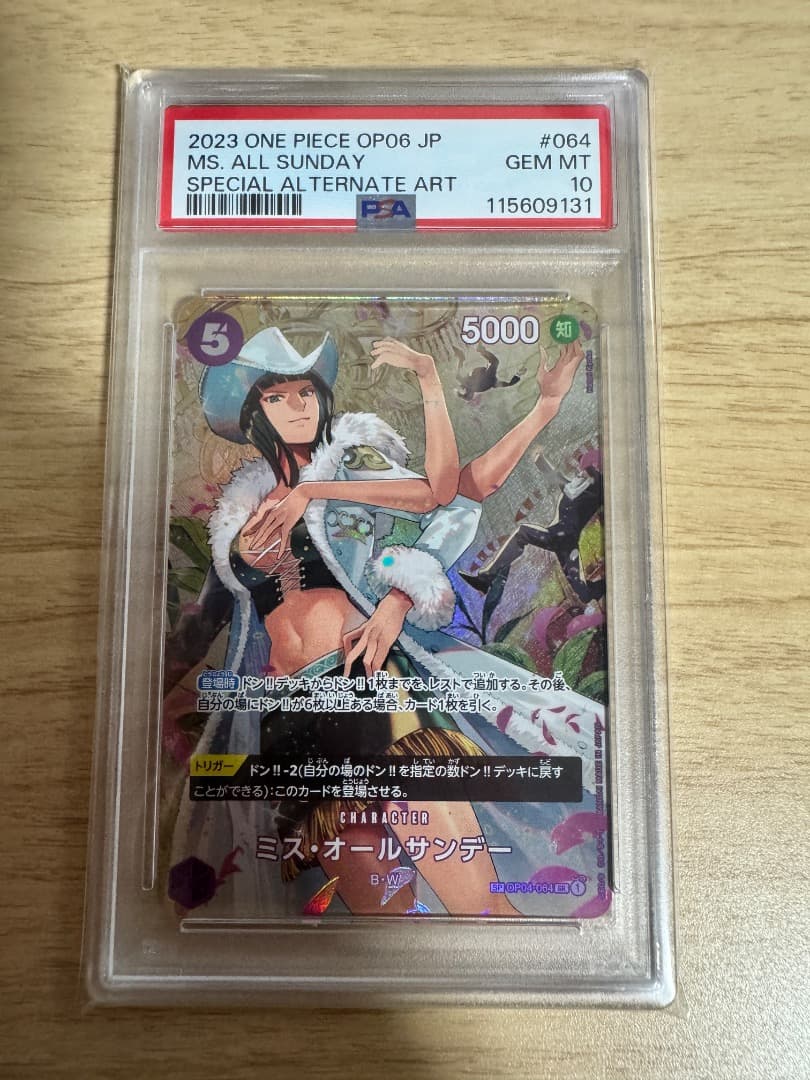 2023 ONE PIECE OP06 JP #064
MS. ALL SUNDAY GEM MT
SPECIAL ALTERNATE ART 10
PSA 115609131
5 5000 知
登場時 ドン!!デッキからドン!!1枚までを、レストで追加する。その後、
自分の場にドン!!が6枚以上ある場合、カード1枚を引く。
トリガー ドン!!-2(自分の場のドン!!を指定の数ドン!!デッキに戻す
ことができる):このカードを登場させる。
CHARACTER
ミス・オールサンデー
B・W
SP OP04-064 SR 1